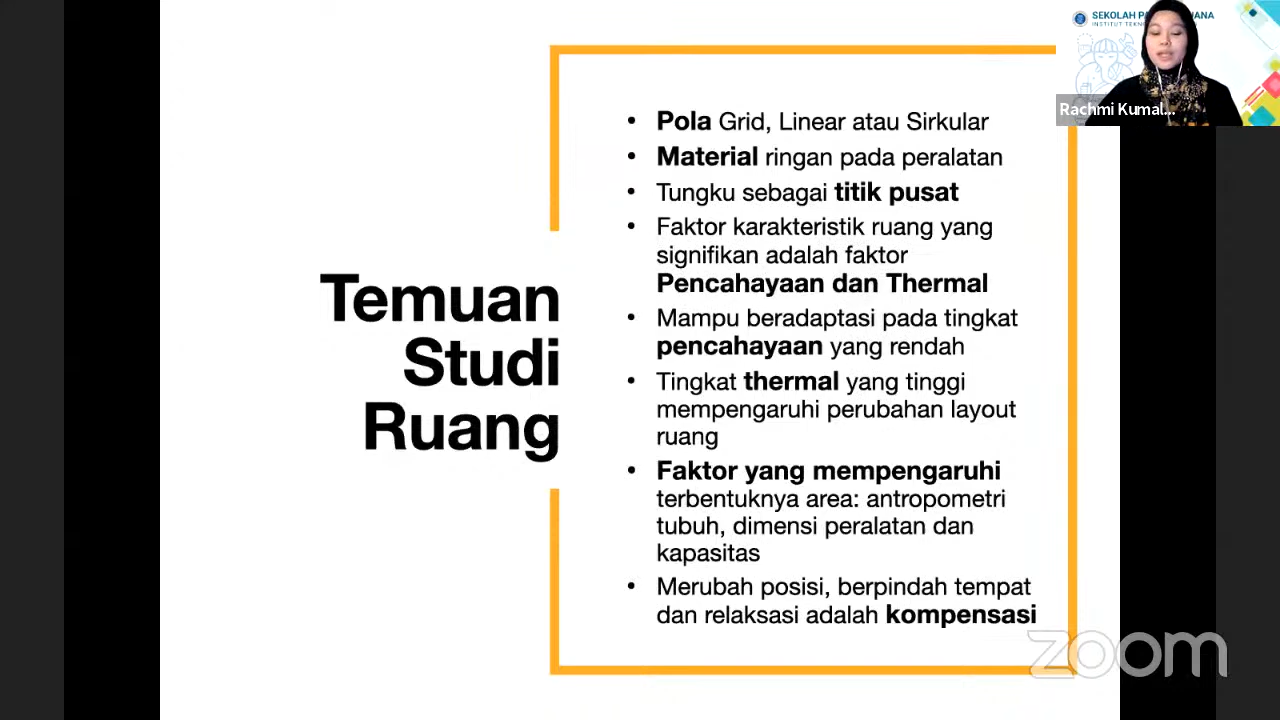 Temuan
Studi
Ruang
• Pola Grid, Linear atau Sirkular
• Material ringan pada peralatan
• Tungku sebagai titik pusat
• Faktor karakteristik ruang yang
signifikan adalah faktor
Pencahayaan dan Thermal
• Mampu beradaptasi pada tingkat
pencahayaan yang rendah
• Tingkat thermal yang tinggi
mempengaruhi perubahan layout
ruang
• Faktor yang mempengaruhi
terbentuknya area: antropometri
tubuh, dimensi peralatan dan
kapasitas
• Merubah posisi, berpindah tempat
dan relaksasi adalah kompensasi
SEKOLAH
INSTITUT
Rachmi Kumal...
zoom